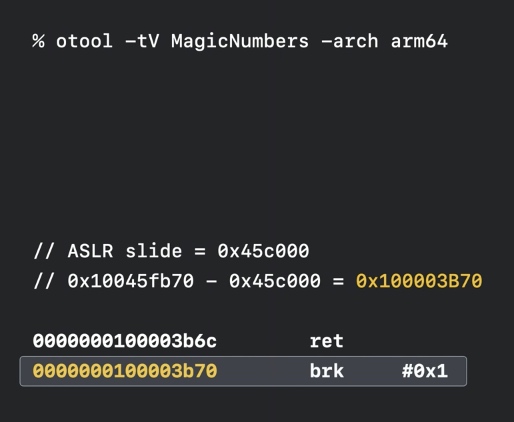 % otool -tV MagicNumbers -arch arm64
// ASLR slide = 0x45c000
// 0x10045fb70 - 0x45c000 = 0x100003B70
0000000100003b6c ret
0000000100003b70 brk #0x1